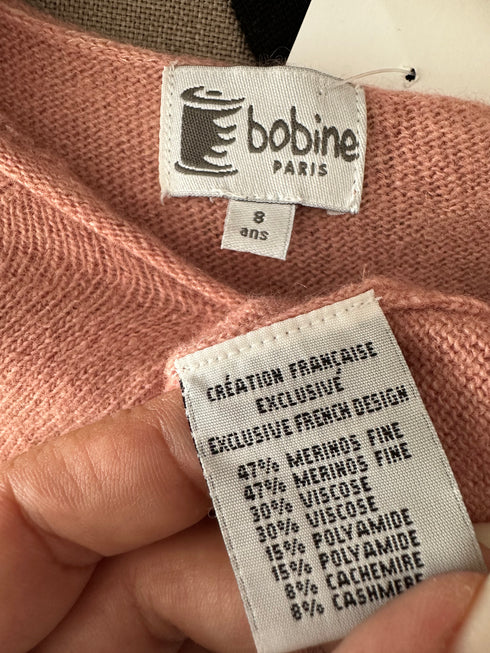 bobine
PARIS
8
ans
CRÉATION FRANÇAISE
EXCLUSIVE
EXCLUSIVE FRENCH DESIGN
47% MERINOS FINE
47% MERINOS FINE
30% VISCOSE
30% VISCOSE
15% POLYAMIDE
15% POLYAMIDE
8% CACHEMIRE
8% CASHMERE